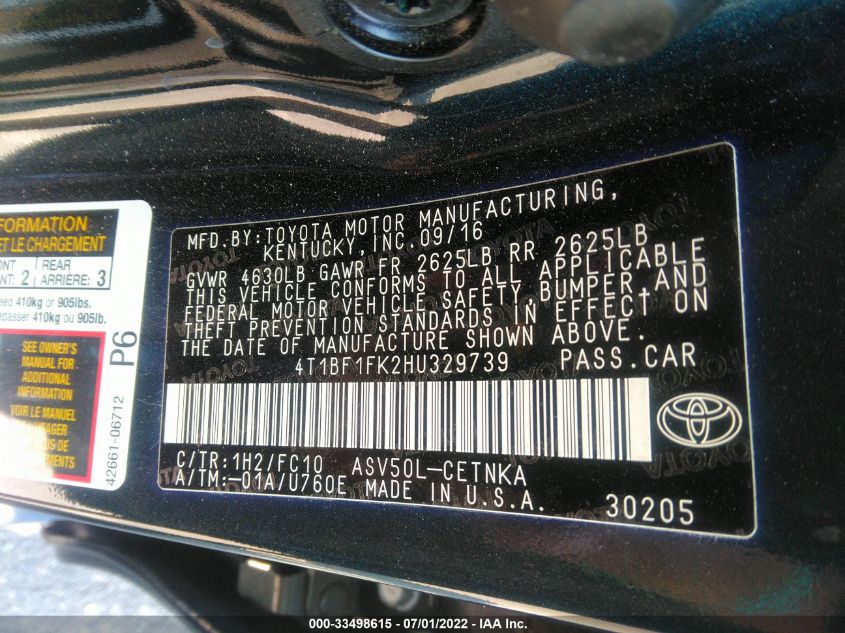 FORMATION
ET LE CHARGEMENT
REAR
2 ARRIÈRE: 3
410kg or 905lbs.
410kg ou 905lb.
SEE OWNER'S
MANUAL FOR
ADDITIONAL
INFORMATION
VOIR LE MANUEL
P6
42661-06712
MFD. BY: TOYOTA MOTOR MANUFACTURING,
KENTUCKY, INC. 09/16
GVWR 4630LB GAWR FR 2625LB RR 2625LB
THIS VEHICLE CONFORMS TO ALL APPLICABLE
FEDERAL MOTOR VEHICLE SAFETY, BUMPER, AND
THEFT PREVENTION STANDARDS IN EFFECT ON
THE DATE OF MANUFACTURE SHOWN ABOVE.
4T1BF1FK2HU329739 PASS. CAR
C/TR: 1H2/FC10 ASV50L-CETNKA
A/TM:-01A/U760E MADE IN U.S.A. 30205
000-33498615 - 07/01/2022 - IAA Inc.